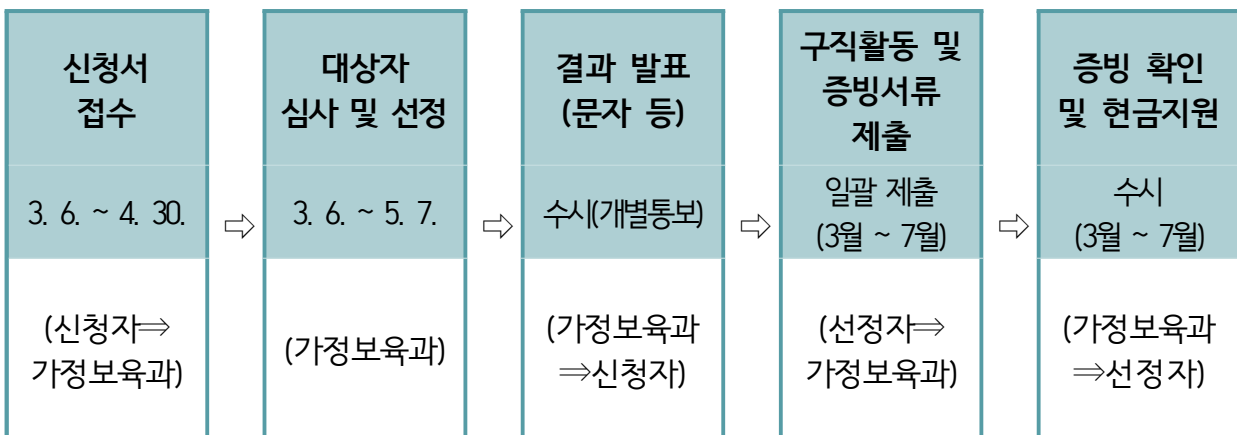 신청서
접수
3. 6. ~ 4. 30.
(신청자⇒
가정보육과)
⇨
대상자
심사 및 선정
3. 6. ~ 5. 7.
(가정보육과)
⇨
결과 발표
(문자 등)
수시(개별통보)
(가정보육과
⇒신청자)
⇨
구직활동 및
증빙서류
제출
일괄 제출
(3월 ~ 7월)
(선정자⇒
가정보육과)
⇨
증빙 확인
및 현금지원
수시
(3월 ~ 7월)
(가정보육과
⇒선정자)